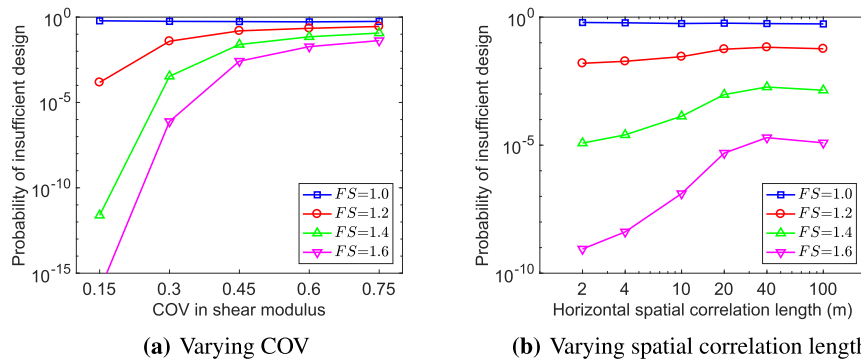 Probability of insufficient design
10^0
10^-5
10^-10
10^-15
FS=1.0
FS=1.2
FS=1.4
FS=1.6
0.15 0.3 0.45 0.6 0.75
COV in shear modulus
(a) Varying COV
Probability of insufficient design
10^0
10^-5
10^-10
FS=1.0
FS=1.2
FS=1.4
FS=1.6
2 4 10 20 40 100
Horizontal spatial correlation length (m)
(b) Varying spatial correlation length